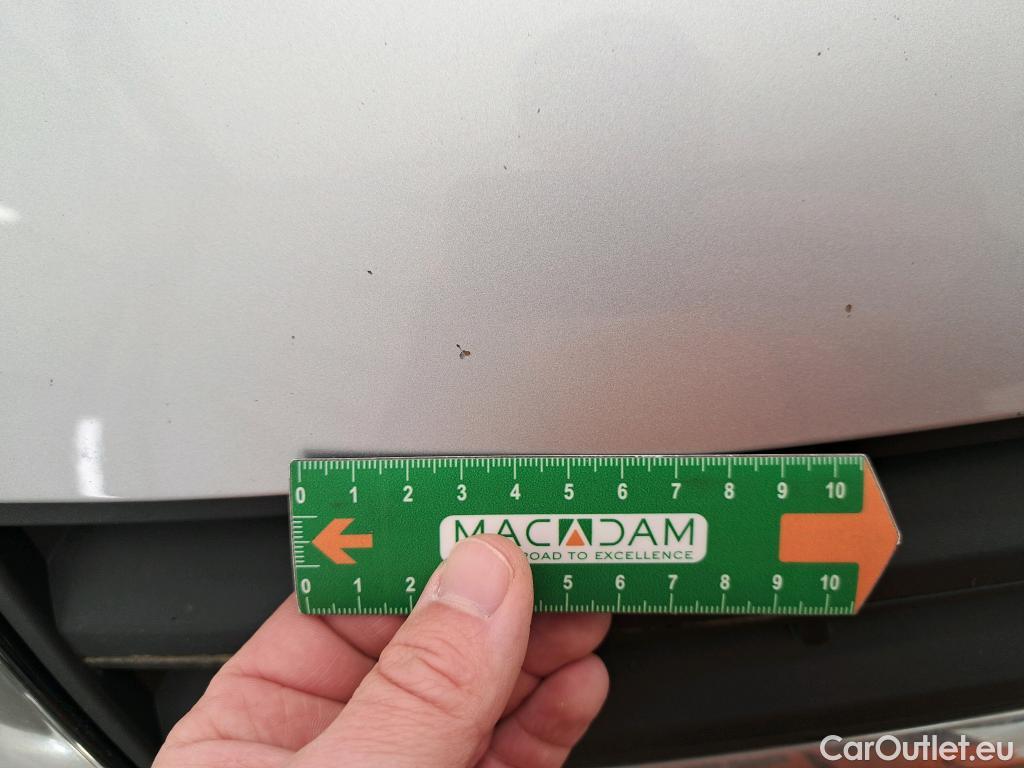 0 1 2 3 4 5 6 7 8 9 10
MACADAM
ROAD TO EXCELLENCE
0 1 2 5 6 7 8 9 10
CarOutlet.eu